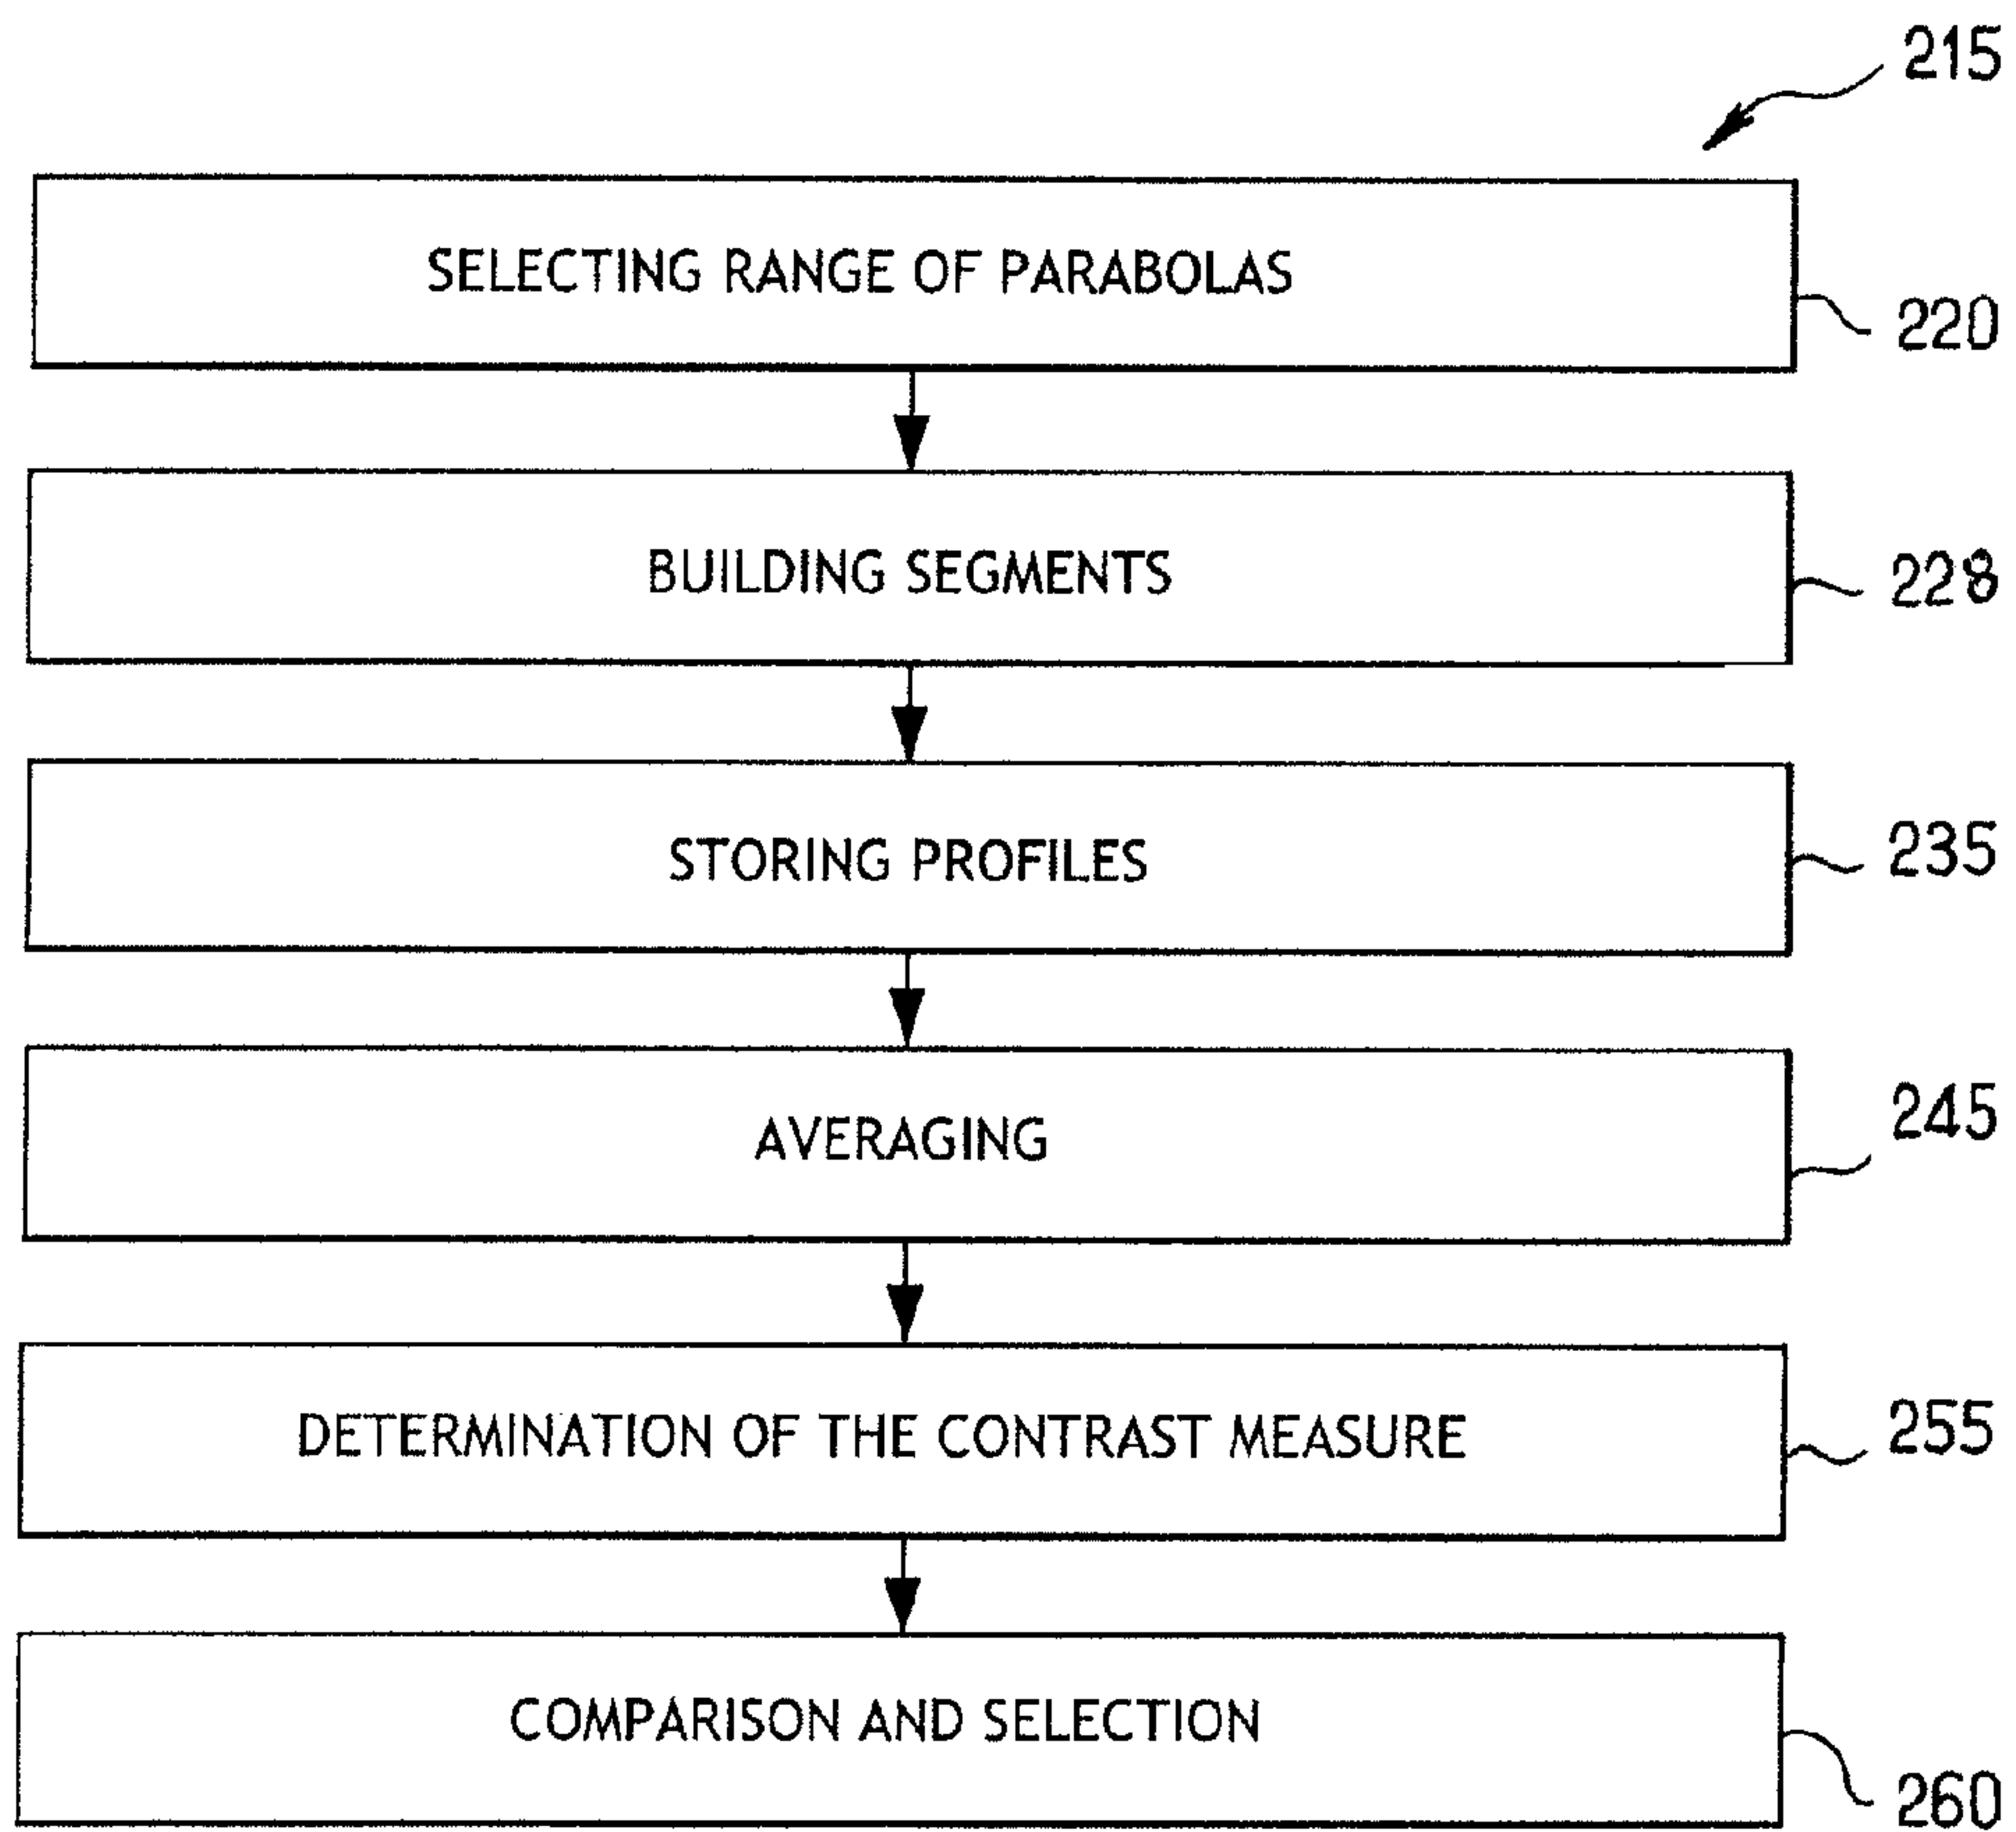 215
SELECTING RANGE OF PARABOLAS
220
BUILDING SEGMENTS
228
STORING PROFILES
235
AVERAGING
245
DETERMINATION OF THE CONTRAST MEASURE
255
COMPARISON AND SELECTION
260